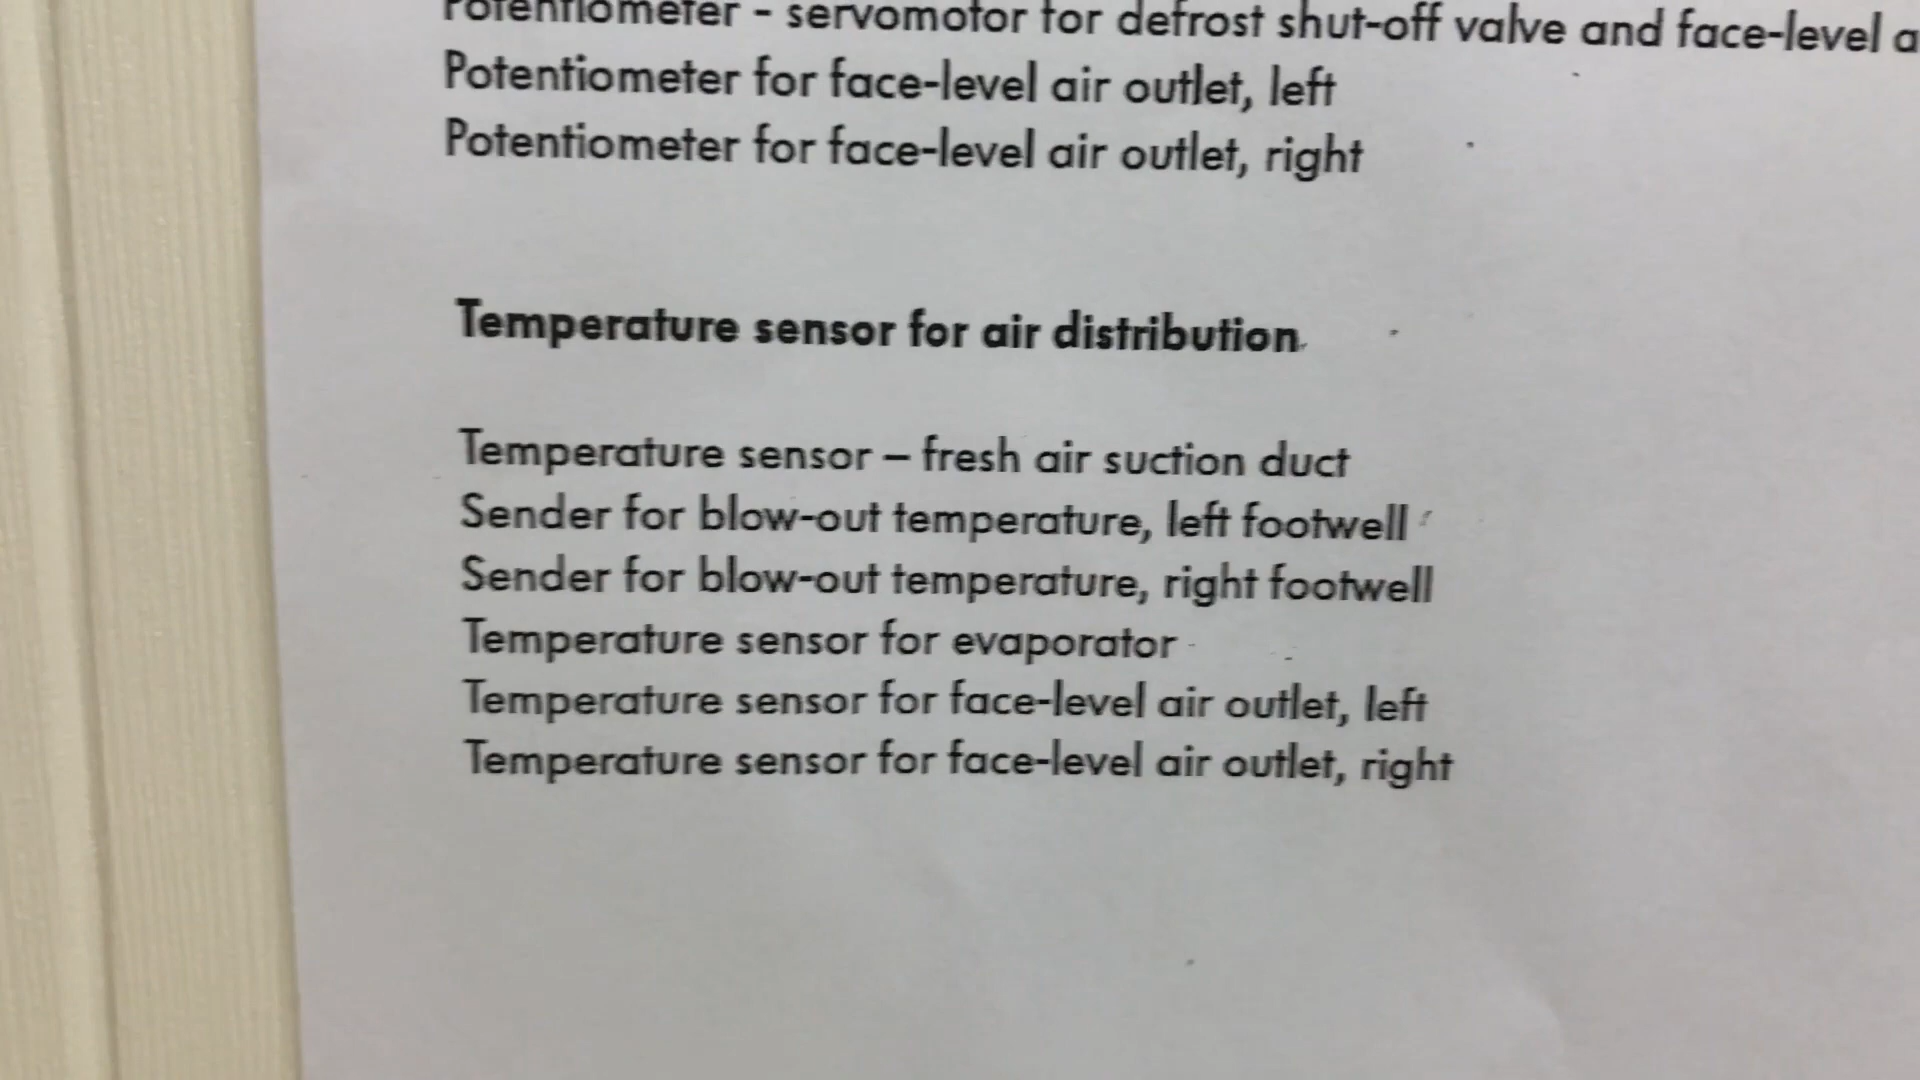 Potentiometer - servomotor for defrost shut-off valve and face-level
Potentiometer for face-level air outlet, left
Potentiometer for face-level air outlet, right
Temperature sensor for air distribution
Temperature sensor – fresh air suction duct
Sender for blow-out temperature, left footwell
Sender for blow-out temperature, right footwell
Temperature sensor for evaporator
Temperature sensor for face-level air outlet, left
Temperature sensor for face-level air outlet, right